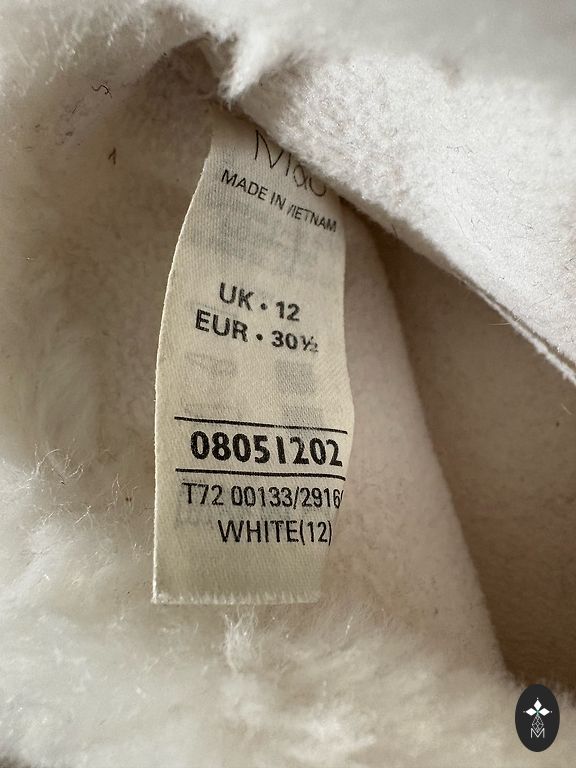 M&S
MADE IN VIETNAM
UK • 12
EUR • 30½
08051202
T72 00133/2916
WHITE(12)
M